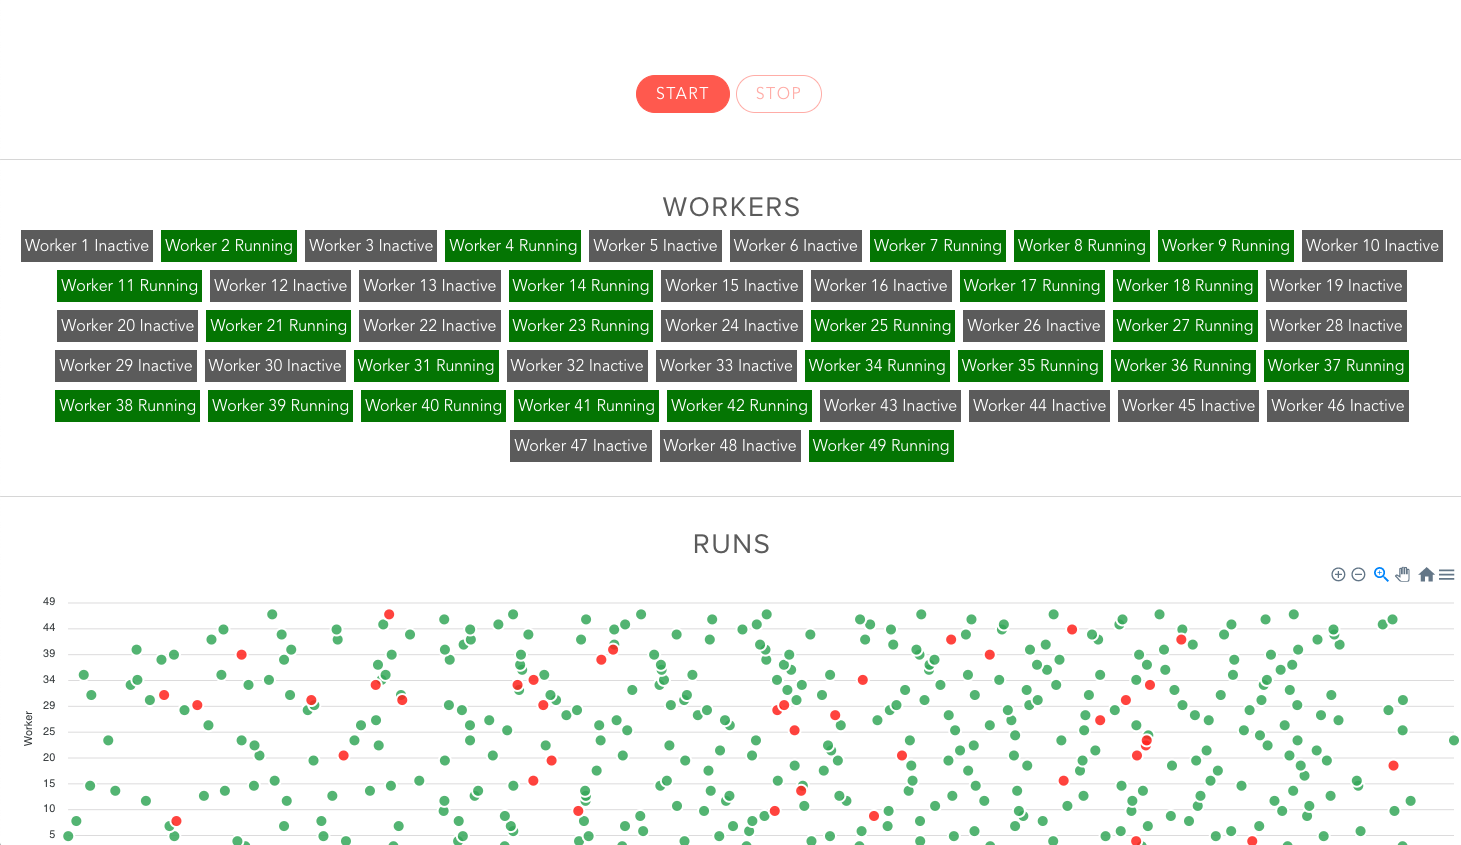 START STOP
WORKERS
Worker 1 Inactive Worker 2 Running Worker 3 Inactive Worker 4 Running Worker 5 Inactive Worker 6 Inactive Worker 7 Running Worker 8 Running Worker 9 Running Worker 10 Inactive
Worker 11 Running Worker 12 Inactive Worker 13 Inactive Worker 14 Running Worker 15 Inactive Worker 16 Inactive Worker 17 Running Worker 18 Running Worker 19 Inactive
Worker 20 Inactive Worker 21 Running Worker 22 Inactive Worker 23 Running Worker 24 Inactive Worker 25 Running Worker 26 Inactive Worker 27 Running Worker 28 Inactive
Worker 29 Inactive Worker 30 Inactive Worker 31 Running Worker 32 Inactive Worker 33 Inactive Worker 34 Running Worker 35 Running Worker 36 Running Worker 37 Running
Worker 38 Running Worker 39 Running Worker 40 Running Worker 41 Running Worker 42 Running Worker 43 Inactive Worker 44 Inactive Worker 45 Inactive Worker 46 Inactive
Worker 47 Inactive Worker 48 Inactive Worker 49 Running
RUNS
Worker
49
44
39
34
29
25
20
15
10
5